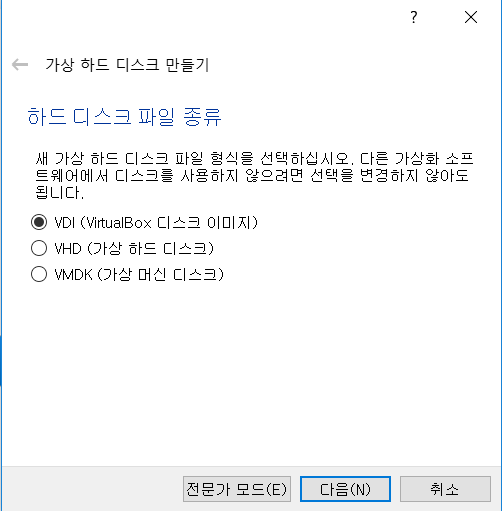 ?
가상 하드 디스크 만들기
하드 디스크 파일 종류
새 가상 하드 디스크 파일 형식을 선택하십시오. 다른 가상화 소프
트웨어에서 디스크를 사용하지 않으려면 선택을 변경하지 않아도
됩니다.
VDI (VirtualBox 디스크 이미지)
VHD (가상 하드 디스크)
VMDK (가상 머신 디스크)
전문가 모드(E) 다음(N) 취소